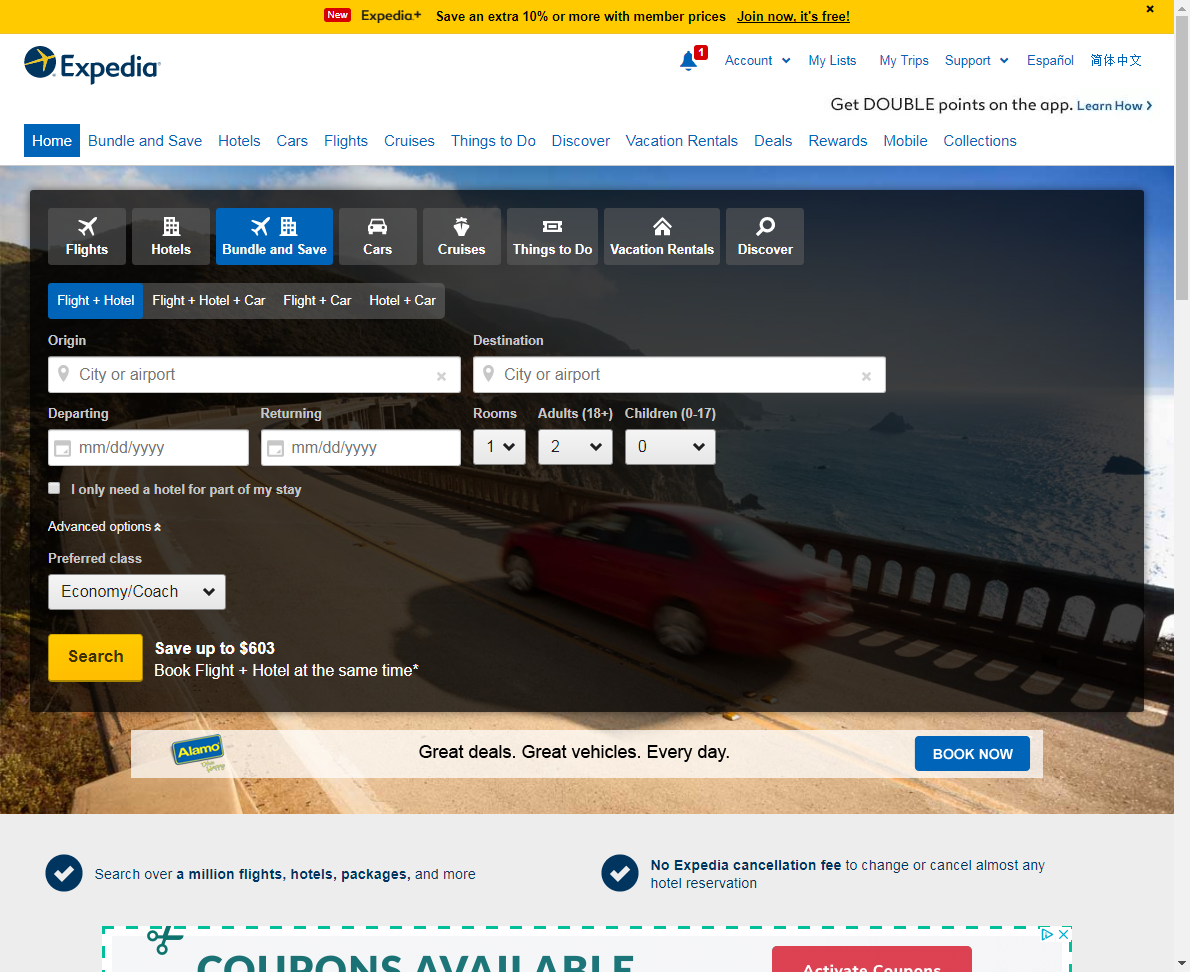 New Expedia+ Save an extra 10% or more with member prices Join now, it's free!
Expedia
1 Account My Lists My Trips Support Español 简体中文
Get DOUBLE points on the app. Learn How
Home Bundle and Save Hotels Cars Flights Cruises Things to Do Discover Vacation Rentals Deals Rewards Mobile Collections
Flights Hotels Bundle and Save Cars Cruises Things to Do Vacation Rentals Discover
Flight + Hotel Flight + Hotel + Car Flight + Car Hotel + Car
Origin Destination
City or airport City or airport
Departing Returning Rooms Adults (18+) Children (0-17)
mm/dd/yyyy mm/dd/yyyy 1 2 0
I only need a hotel for part of my stay
Advanced options
Preferred class
Economy/Coach
Search Save up to $603
Book Flight + Hotel at the same time*
Alamo Great deals. Great vehicles. Every day. BOOK NOW
Search over a million flights, hotels, packages, and more
No Expedia cancellation fee to change or cancel almost any
hotel reservation
COUPONS AVAILABLE
Activate Coupons